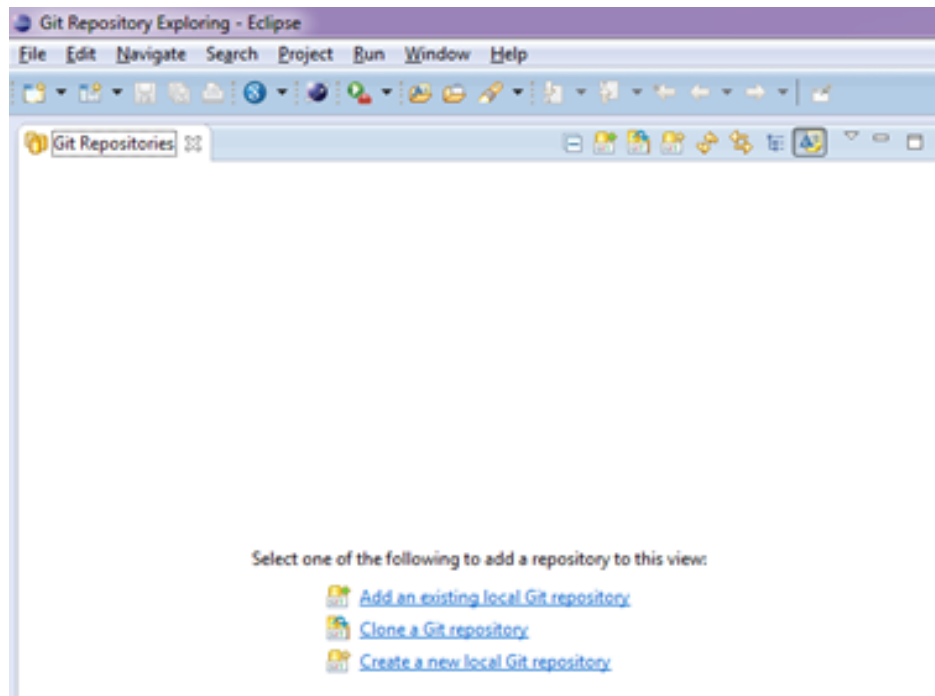 Git Repository Exploring - Eclipse
File Edit Navigate Search Project Run Window Help
Git Repositories
Select one of the following to add a repository to this view:
Add an existing local Git repository
Clone a Git repository
Create a new local Git repository